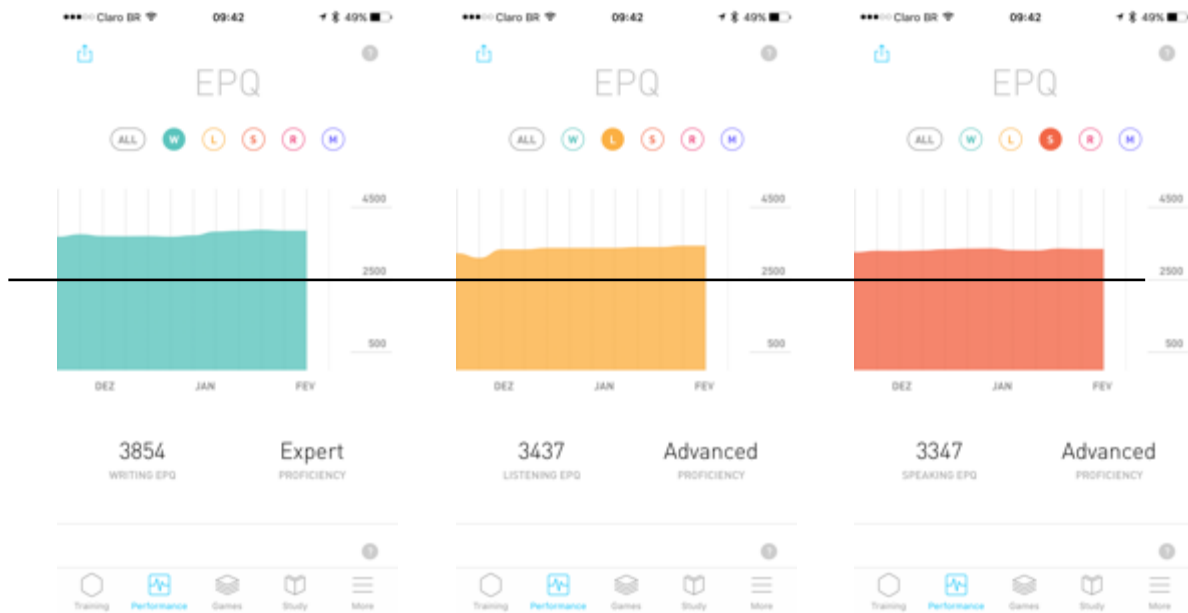 Claro BR 09:42 49%
?
EPQ
ALL W L S R M
4500
2500
500
DEZ JAN FEV
3854 Expert
WRITING EPQ PROFICIENCY
?
Training Performance Games Study More
Claro BR 09:42 49%
?
EPQ
ALL W L S R M
4500
2500
500
DEZ JAN FEV
3437 Advanced
LISTENING EPQ PROFICIENCY
?
Training Performance Games Study More
Claro BR 09:42 49%
?
EPQ
ALL W L S R M
4500
2500
500
DEZ JAN FEV
3347 Advanced
SPEAKING EPQ PROFICIENCY
?
Training Performance Games Study More